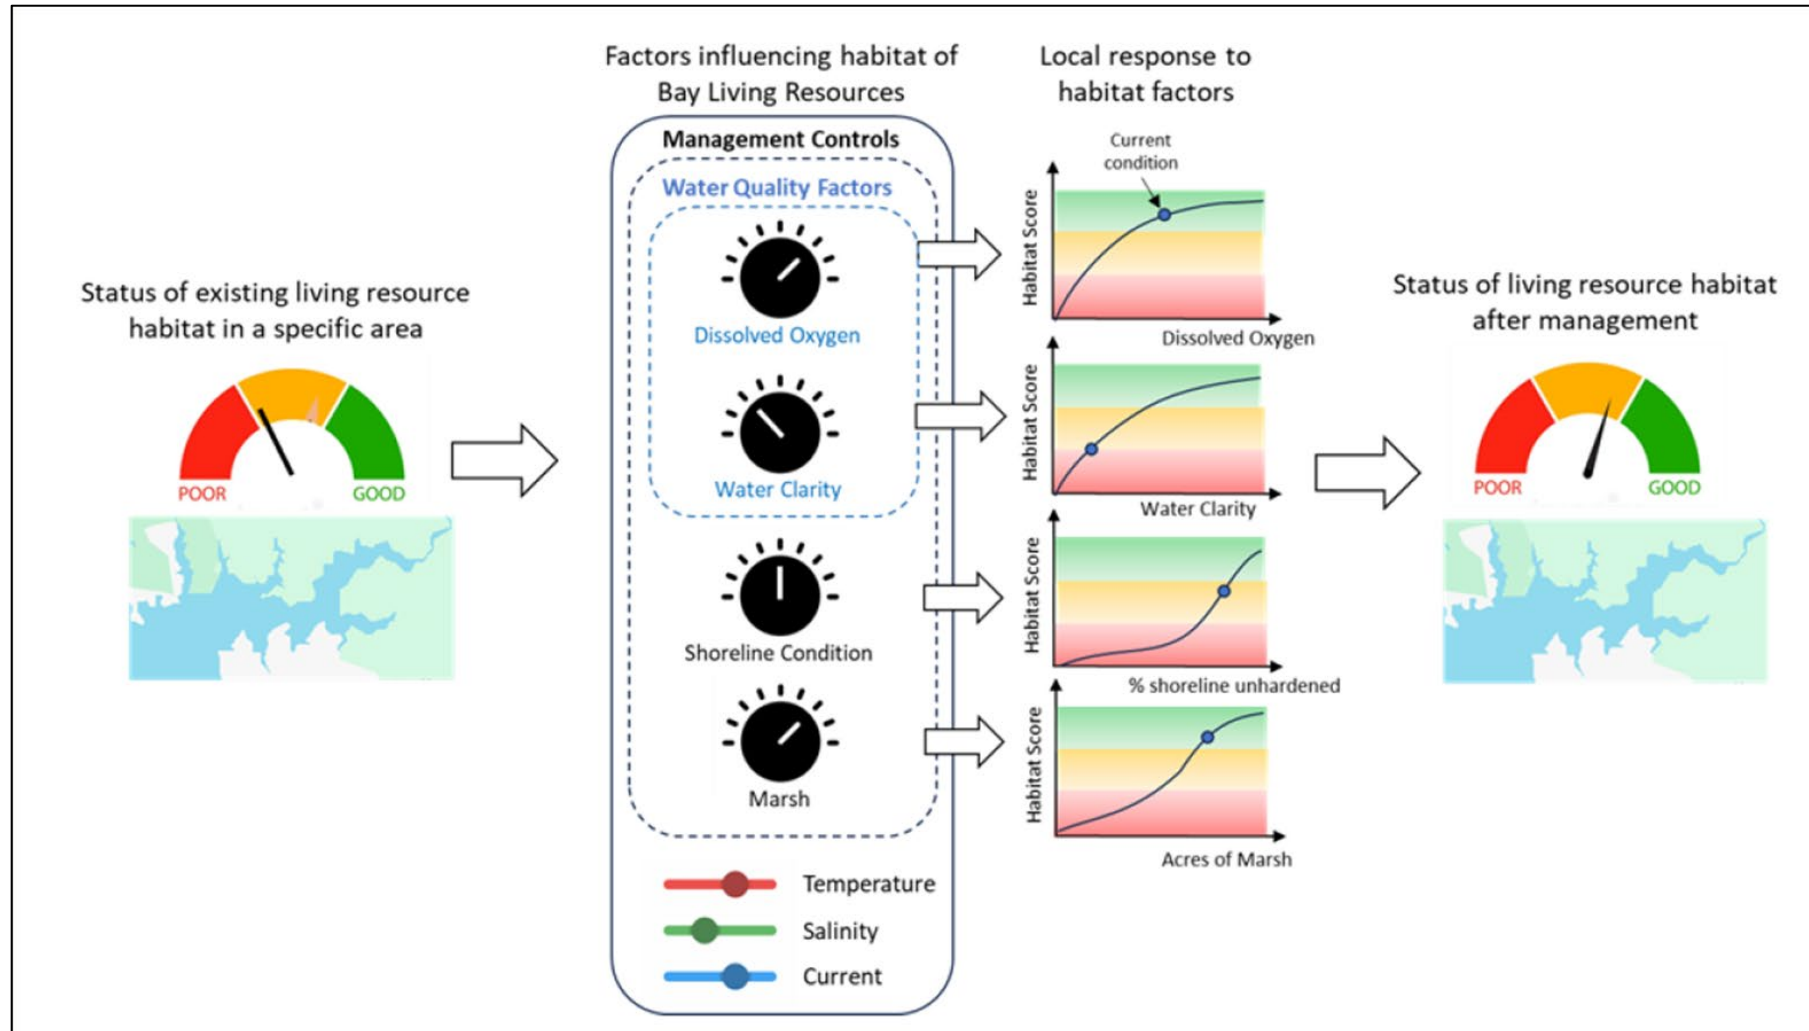 Status of existing living resource
habitat in a specific area
POOR
GOOD
Factors influencing habitat of
Bay Living Resources
Management Controls
Water Quality Factors
Dissolved Oxygen
Water Clarity
Shoreline Condition
Marsh
Temperature
Salinity
Current
Local response to
habitat factors
Current
condition
Habitat Score
Dissolved Oxygen
Habitat Score
Water Clarity
Habitat Score
% shoreline unhardened
Habitat Score
Acres of Marsh
Status of living resource habitat
after management
POOR
GOOD